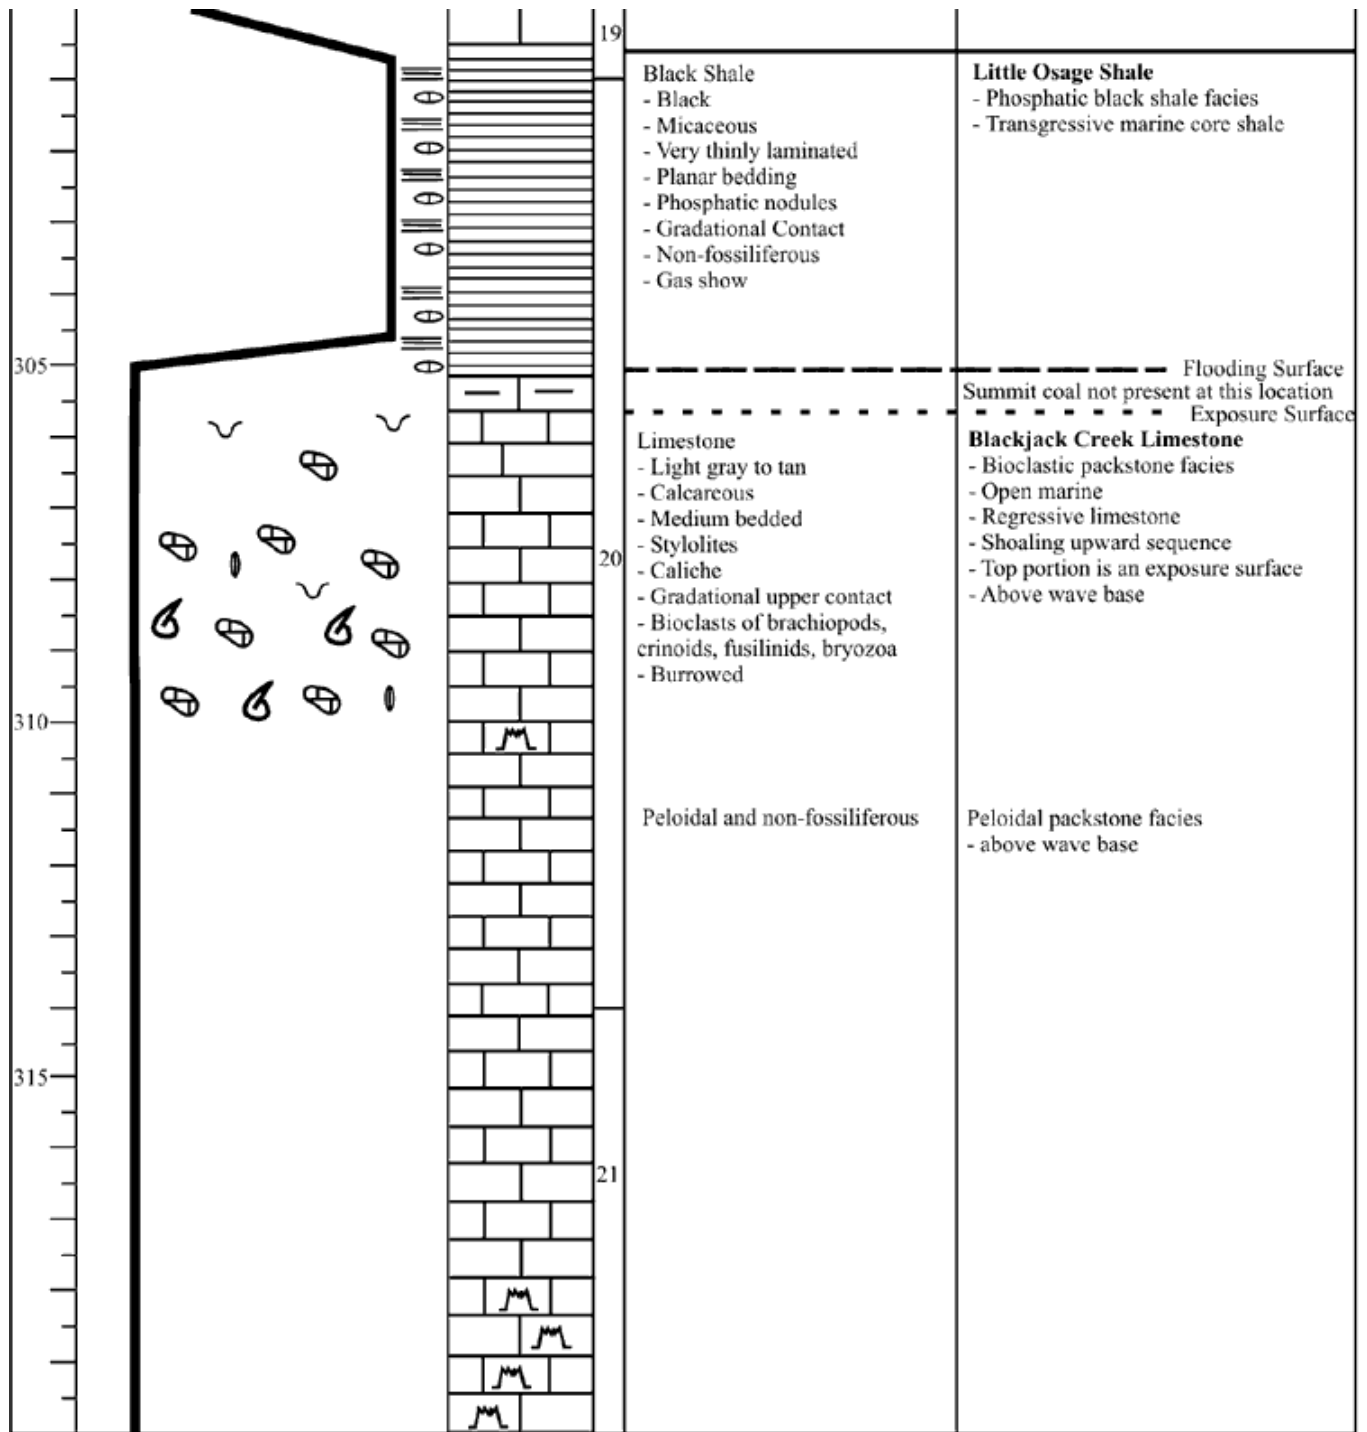 19
Black Shale
- Black
- Micaceous
- Very thinly laminated
- Planar bedding
- Phosphatic nodules
- Gradational Contact
- Non-fossiliferous
- Gas show
Little Osage Shale
- Phosphatic black shale facies
- Transgressive marine core shale
305
Flooding Surface
Summit coal not present at this location
Exposure Surface
Limestone
- Light gray to tan
- Calcareous
- Medium bedded
- Stylolites
- Caliche
- Gradational upper contact
- Bioclasts of brachiopods,
crinoids, fusilinids, bryozoa
- Burrowed
Blackjack Creek Limestone
- Bioclastic packstone facies
- Open marine
- Regressive limestone
- Shoaling upward sequence
- Top portion is an exposure surface
- Above wave base
20
310
Peloidal and non-fossiliferous
Peloidal packstone facies
- above wave base
315
21